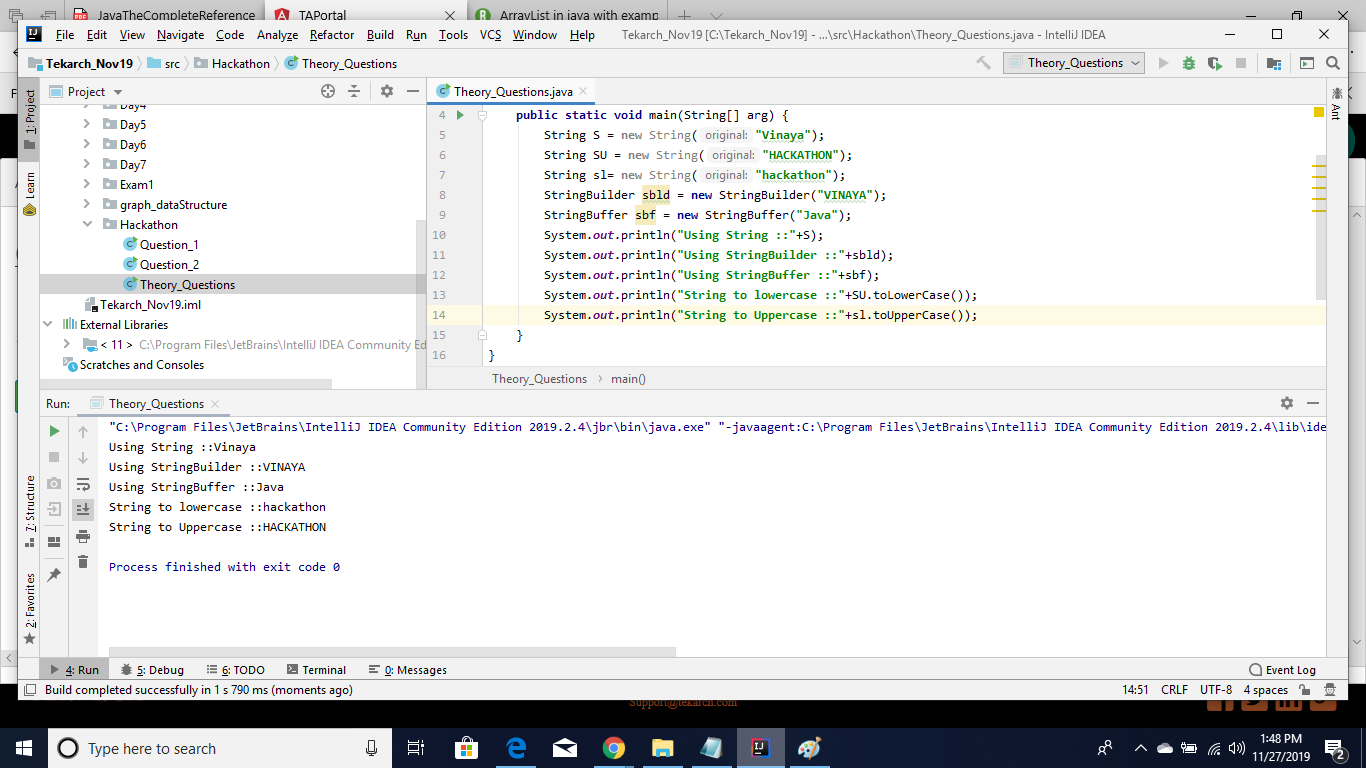 JavaTheCompleteReference
TAPortal
ArrayList in java with examp
File Edit View Navigate Code Analyze Refactor Build Run Tools VCS Window Help Tekarch_Nov19 [C:\Tekarch_Nov19] - ...\src\Hackathon\Theory_Questions.java - IntelliJ IDEA
Tekarch_Nov19 src Hackathon Theory_Questions Theory_Questions
1: Project
Learn
7: Structure
2: Favorites
Ant
Project
Day4
Day5
Day6
Day7
Exam1
graph_dataStructure
Hackathon
Question_1
Question_2
Theory_Questions
Tekarch_Nov19.iml
External Libraries
< 11 > C:\Program Files\JetBrains\IntelliJ IDEA Community Ed
Scratches and Consoles
Theory_Questions.java
4 public static void main(String[] arg) {
5 String S = new String( original: "Vinaya");
6 String SU = new String( original: "HACKATHON");
7 String sl= new String( original: "hackathon");
8 StringBuilder sbld = new StringBuilder("VINAYA");
9 StringBuffer sbf = new StringBuffer("Java");
10 System.out.println("Using String ::"+S);
11 System.out.println("Using StringBuilder ::"+sbld);
12 System.out.println("Using StringBuffer ::"+sbf);
13 System.out.println("String to lowercase ::"+SU.toLowerCase());
14 System.out.println("String to Uppercase ::"+sl.toUpperCase());
15 }
16 }
Theory_Questions > main()
Run: Theory_Questions
"C:\Program Files\JetBrains\IntelliJ IDEA Community Edition 2019.2.4\jbr\bin\java.exe" "-javaagent:C:\Program Files\JetBrains\IntelliJ IDEA Community Edition 2019.2.4\lib\ide
Using String ::Vinaya
Using StringBuilder ::VINAYA
Using StringBuffer ::Java
String to lowercase ::hackathon
String to Uppercase ::HACKATHON
Process finished with exit code 0
4: Run 5: Debug 6: TODO Terminal 0: Messages Event Log
Build completed successfully in 1 s 790 ms (moments ago) 14:51 CRLF UTF-8 4 spaces
Support@tekarch.com
Type here to search
1:48 PM
11/27/2019
2